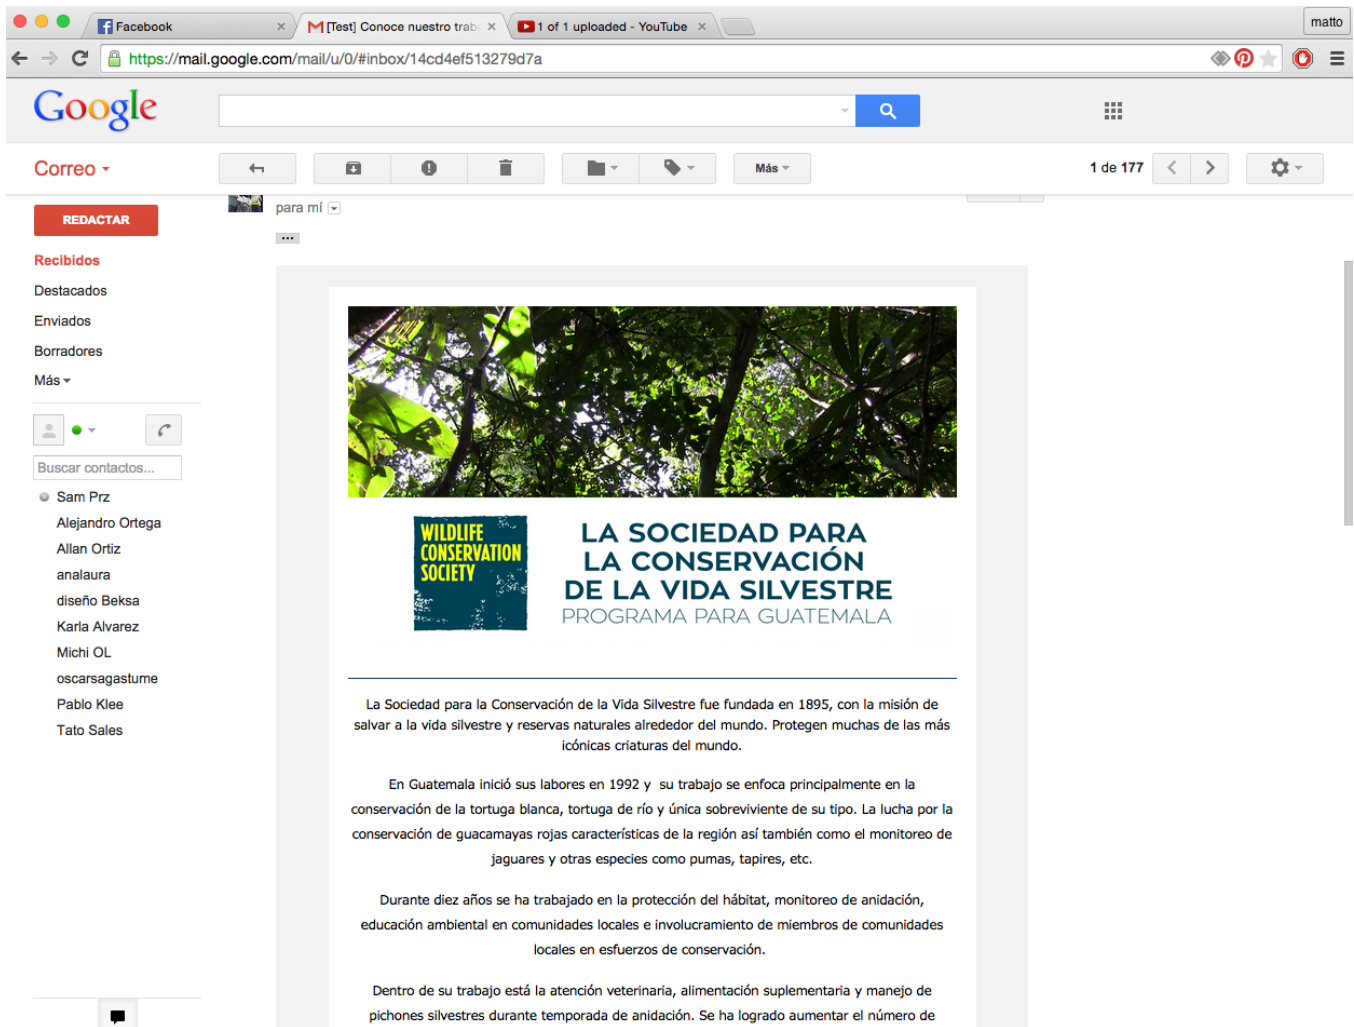 Facebook
[Test] Conoce nuestro trab
1 of 1 uploaded - YouTube
matto
https://mail.google.com/mail/u/0/#inbox/14cd4ef513279d7a
Google
Correo
Más
1 de 177
REDACTAR
para mí
Recibidos
Destacados
Enviados
Borradores
Más
Buscar contactos...
Sam Prz
Alejandro Ortega
Allan Ortiz
analaura
diseño Beksa
Karla Alvarez
Michi OL
oscarsagastume
Pablo Klee
Tato Sales
WILDLIFE
CONSERVATION
SOCIETY
LA SOCIEDAD PARA
LA CONSERVACIÓN
DE LA VIDA SILVESTRE
PROGRAMA PARA GUATEMALA
La Sociedad para la Conservación de la Vida Silvestre fue fundada en 1895, con la misión de
salvar a la vida silvestre y reservas naturales alrededor del mundo. Protegen muchas de las más
icónicas criaturas del mundo.
En Guatemala inició sus labores en 1992 y  su trabajo se enfoca principalmente en la
conservación de la tortuga blanca, tortuga de río y única sobreviviente de su tipo. La lucha por la
conservación de guacamayas rojas características de la región así también como el monitoreo de
jaguares y otras especies como pumas, tapires, etc.
Durante diez años se ha trabajado en la protección del hábitat, monitoreo de anidación,
educación ambiental en comunidades locales e involucramiento de miembros de comunidades
locales en esfuerzos de conservación.
Dentro de su trabajo está la atención veterinaria, alimentación suplementaria y manejo de
pichones silvestres durante temporada de anidación. Se ha logrado aumentar el número de